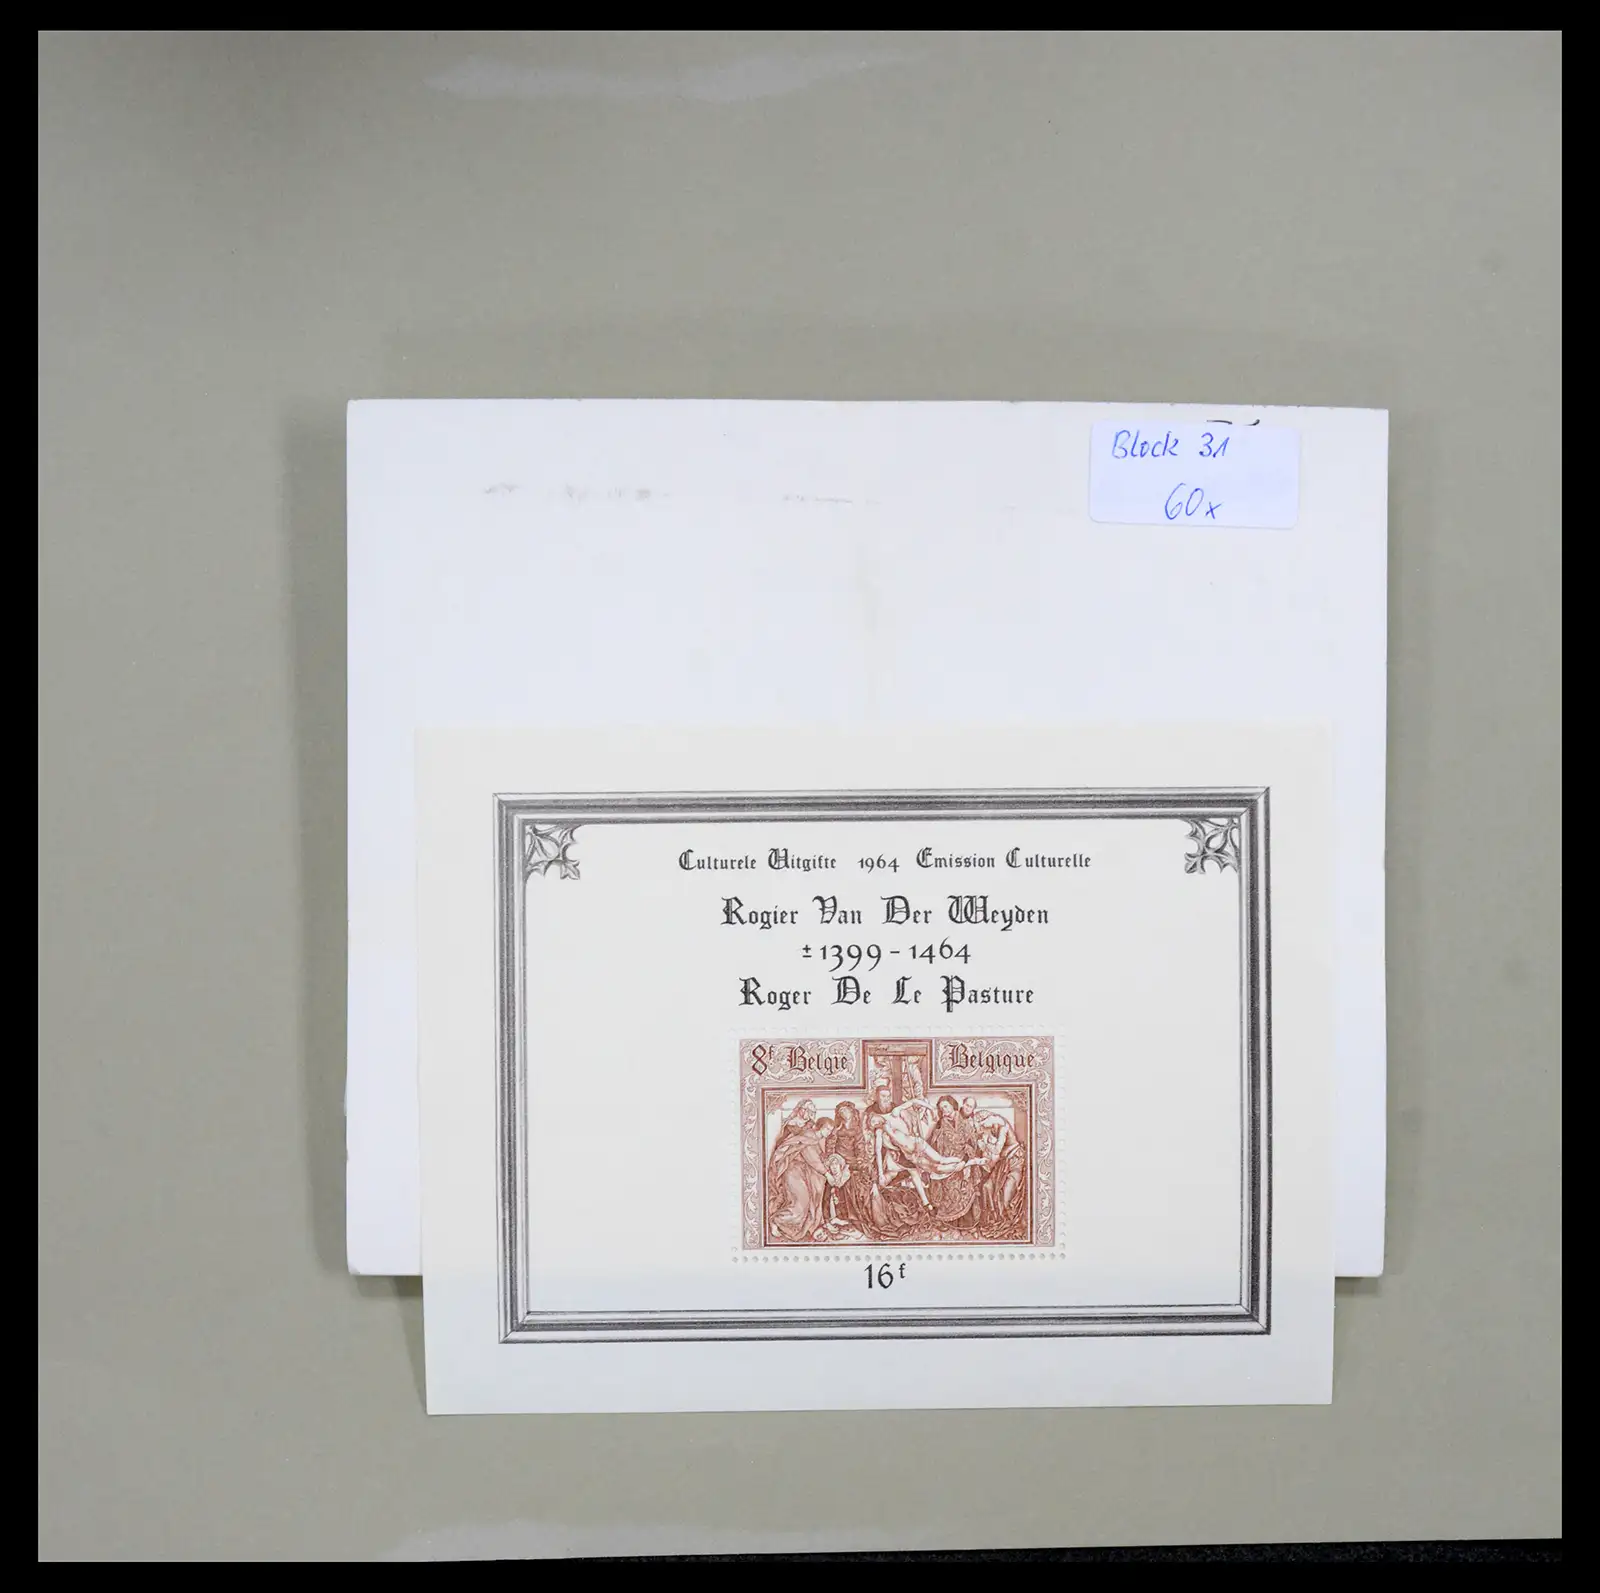 Block 31
60x
Culturele Uitgifte 1964 Emission Culturelle
Rogier Van Der Weyden
± 1399 - 1464
Roger De Le Pasture
8f België Belgique
16f